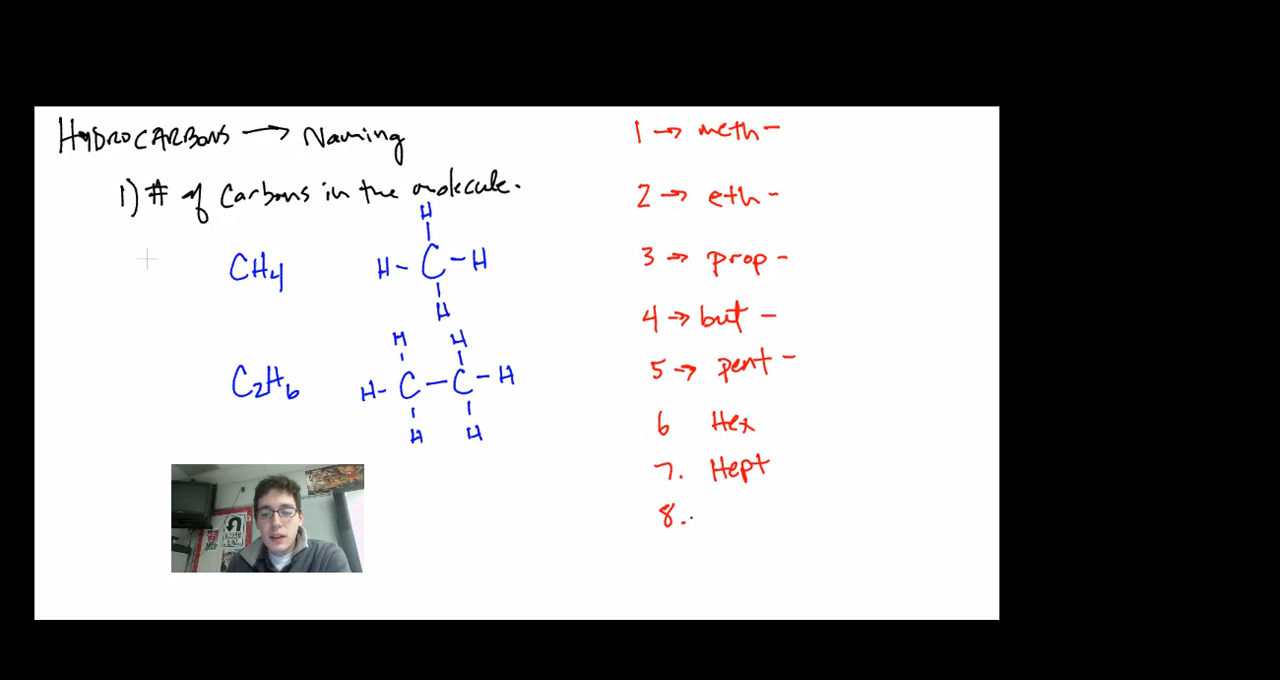 HYDROCARBONS → Naming
1) # of Carbons in the molecule.
CH4
H
H-C-H
H
C2H6
H H
H-C-C-H
H H
1 → meth-
2 → eth-
3 → prop-
4 → but-
5 → pent-
6 Hex
7. Hept
8.